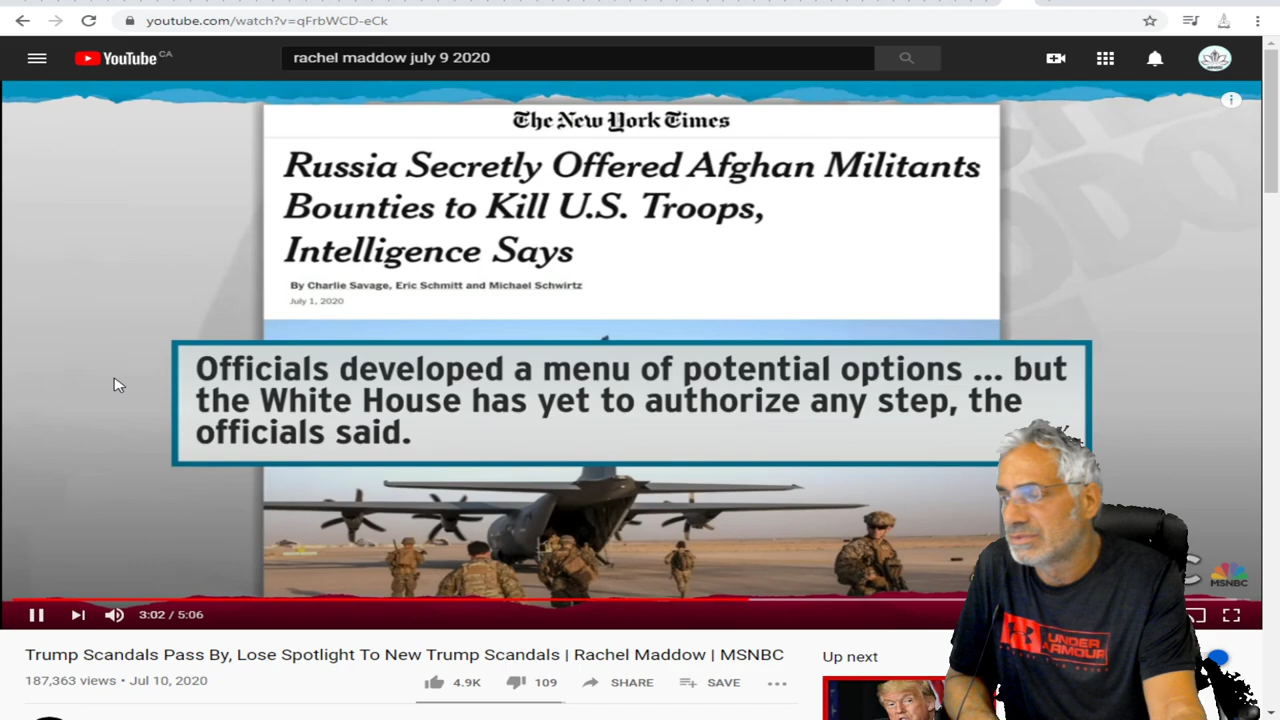 youtube.com/watch?v=qFrbWCD-eCk
YouTube CA
rachel maddow july 9 2020
The New York Times
Russia Secretly Offered Afghan Militants
Bounties to Kill U.S. Troops,
Intelligence Says
By Charlie Savage, Eric Schmitt and Michael Schwirtz
July 1, 2020
Officials developed a menu of potential options ... but
the White House has yet to authorize any step, the
officials said.
UNDER
ARMOUR
MSNBC
3:02 / 5:06
Trump Scandals Pass By, Lose Spotlight To New Trump Scandals | Rachel Maddow | MSNBC
Up next
187,363 views • Jul 10, 2020
4.9K
109
SHARE
SAVE